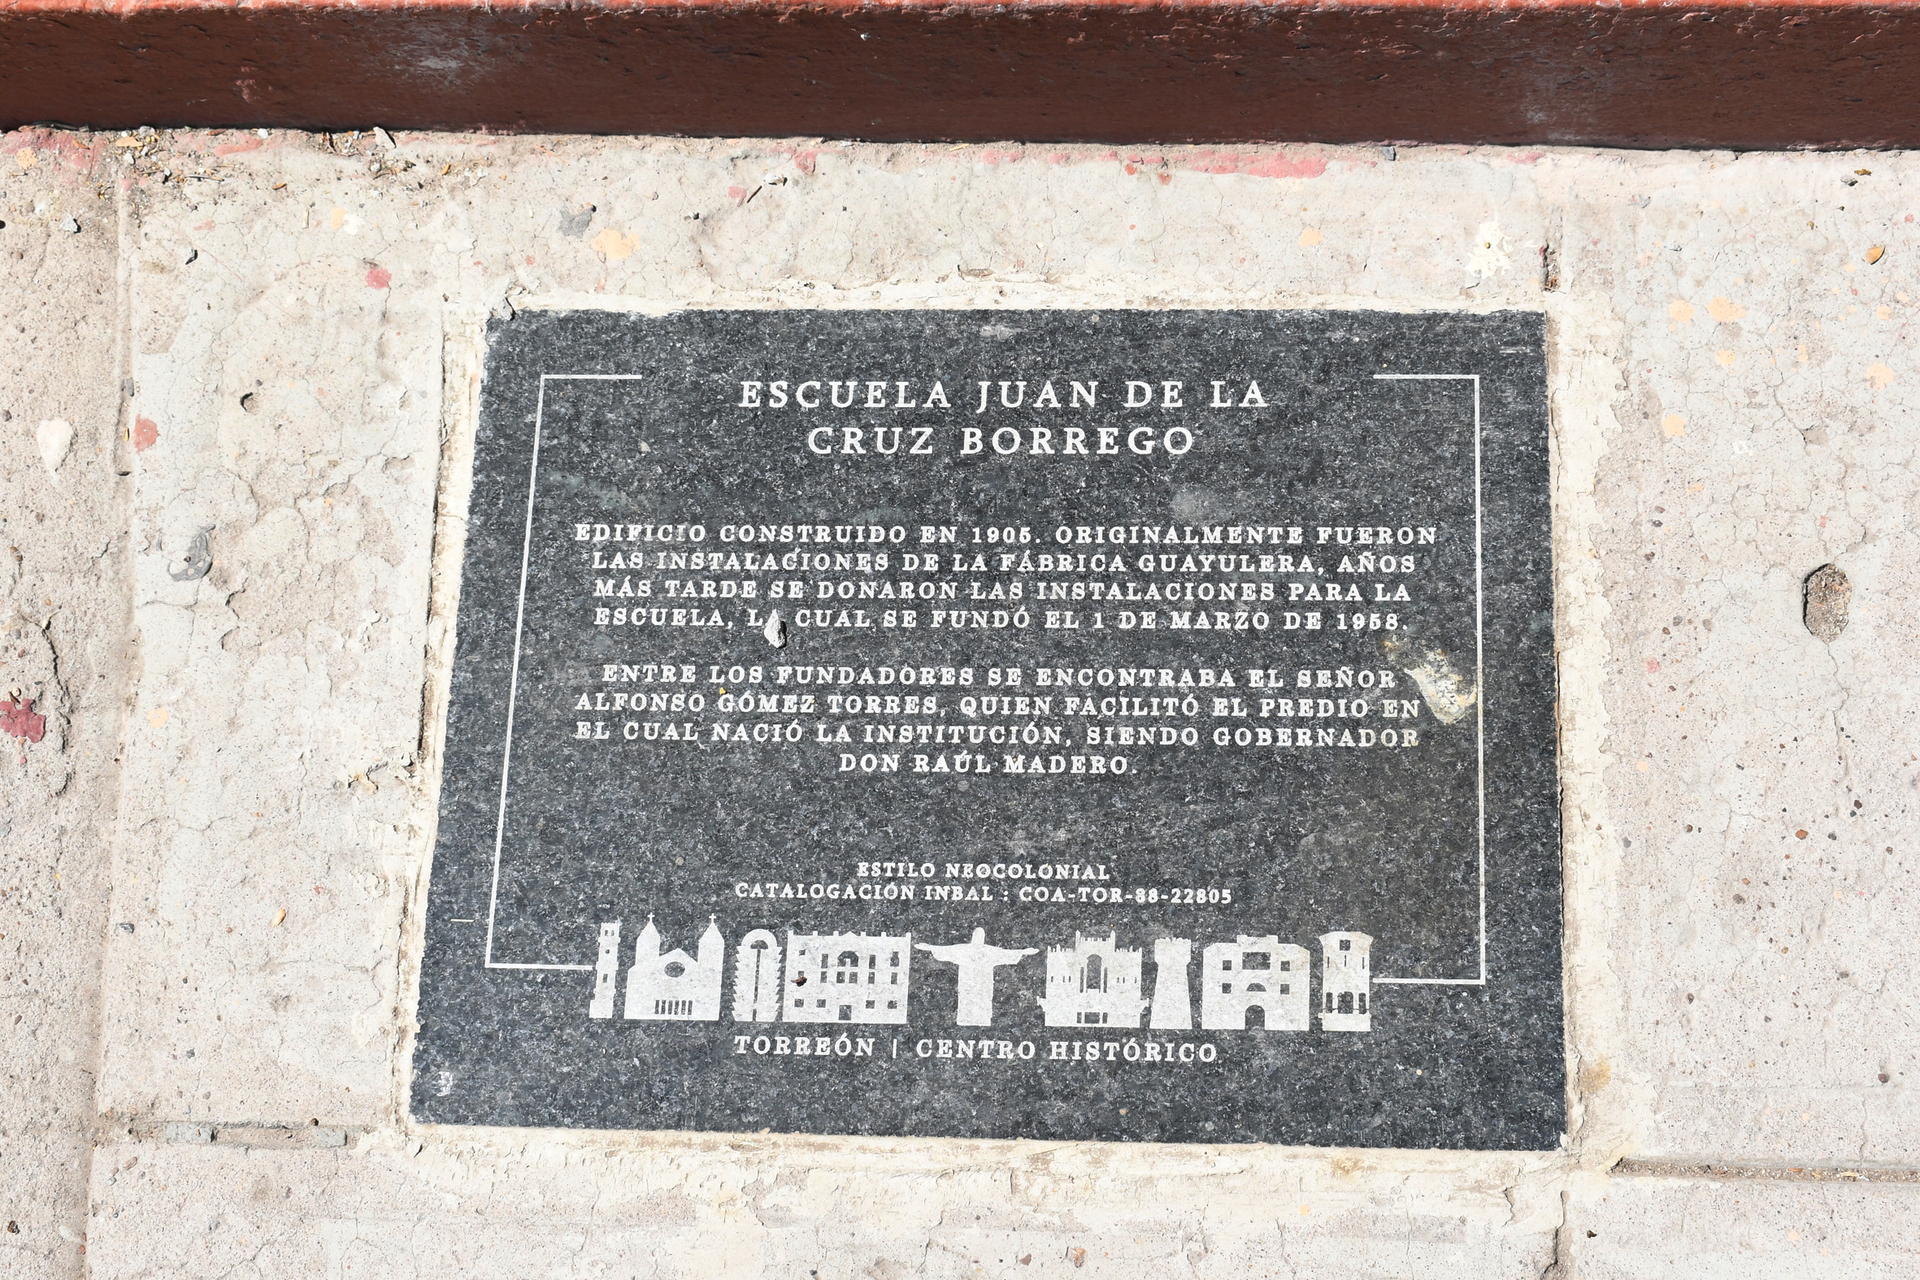 ESCUELA JUAN DE LA
CRUZ BORREGO
EDIFICIO CONSTRUIDO EN 1905. ORIGINALMENTE FUERON
LAS INSTALACIONES DE LA FÁBRICA GUAYULERA, AÑOS
MÁS TARDE SE DONARON LAS INSTALACIONES PARA LA
ESCUELA, LA CUAL SE FUNDÓ EL 1 DE MARZO DE 1958.
ENTRE LOS FUNDADORES SE ENCONTRABA EL SEÑOR
ALFONSO GÓMEZ TORRES, QUIEN FACILITÓ EL PREDIO EN
EL CUAL NACIÓ LA INSTITUCIÓN, SIENDO GOBERNADOR
DON RAÚL MADERO.
ESTILO NEOCOLONIAL
CATALOGACIÓN INBAL : COA-TOR-88-22805
TORREÓN | CENTRO HISTÓRICO